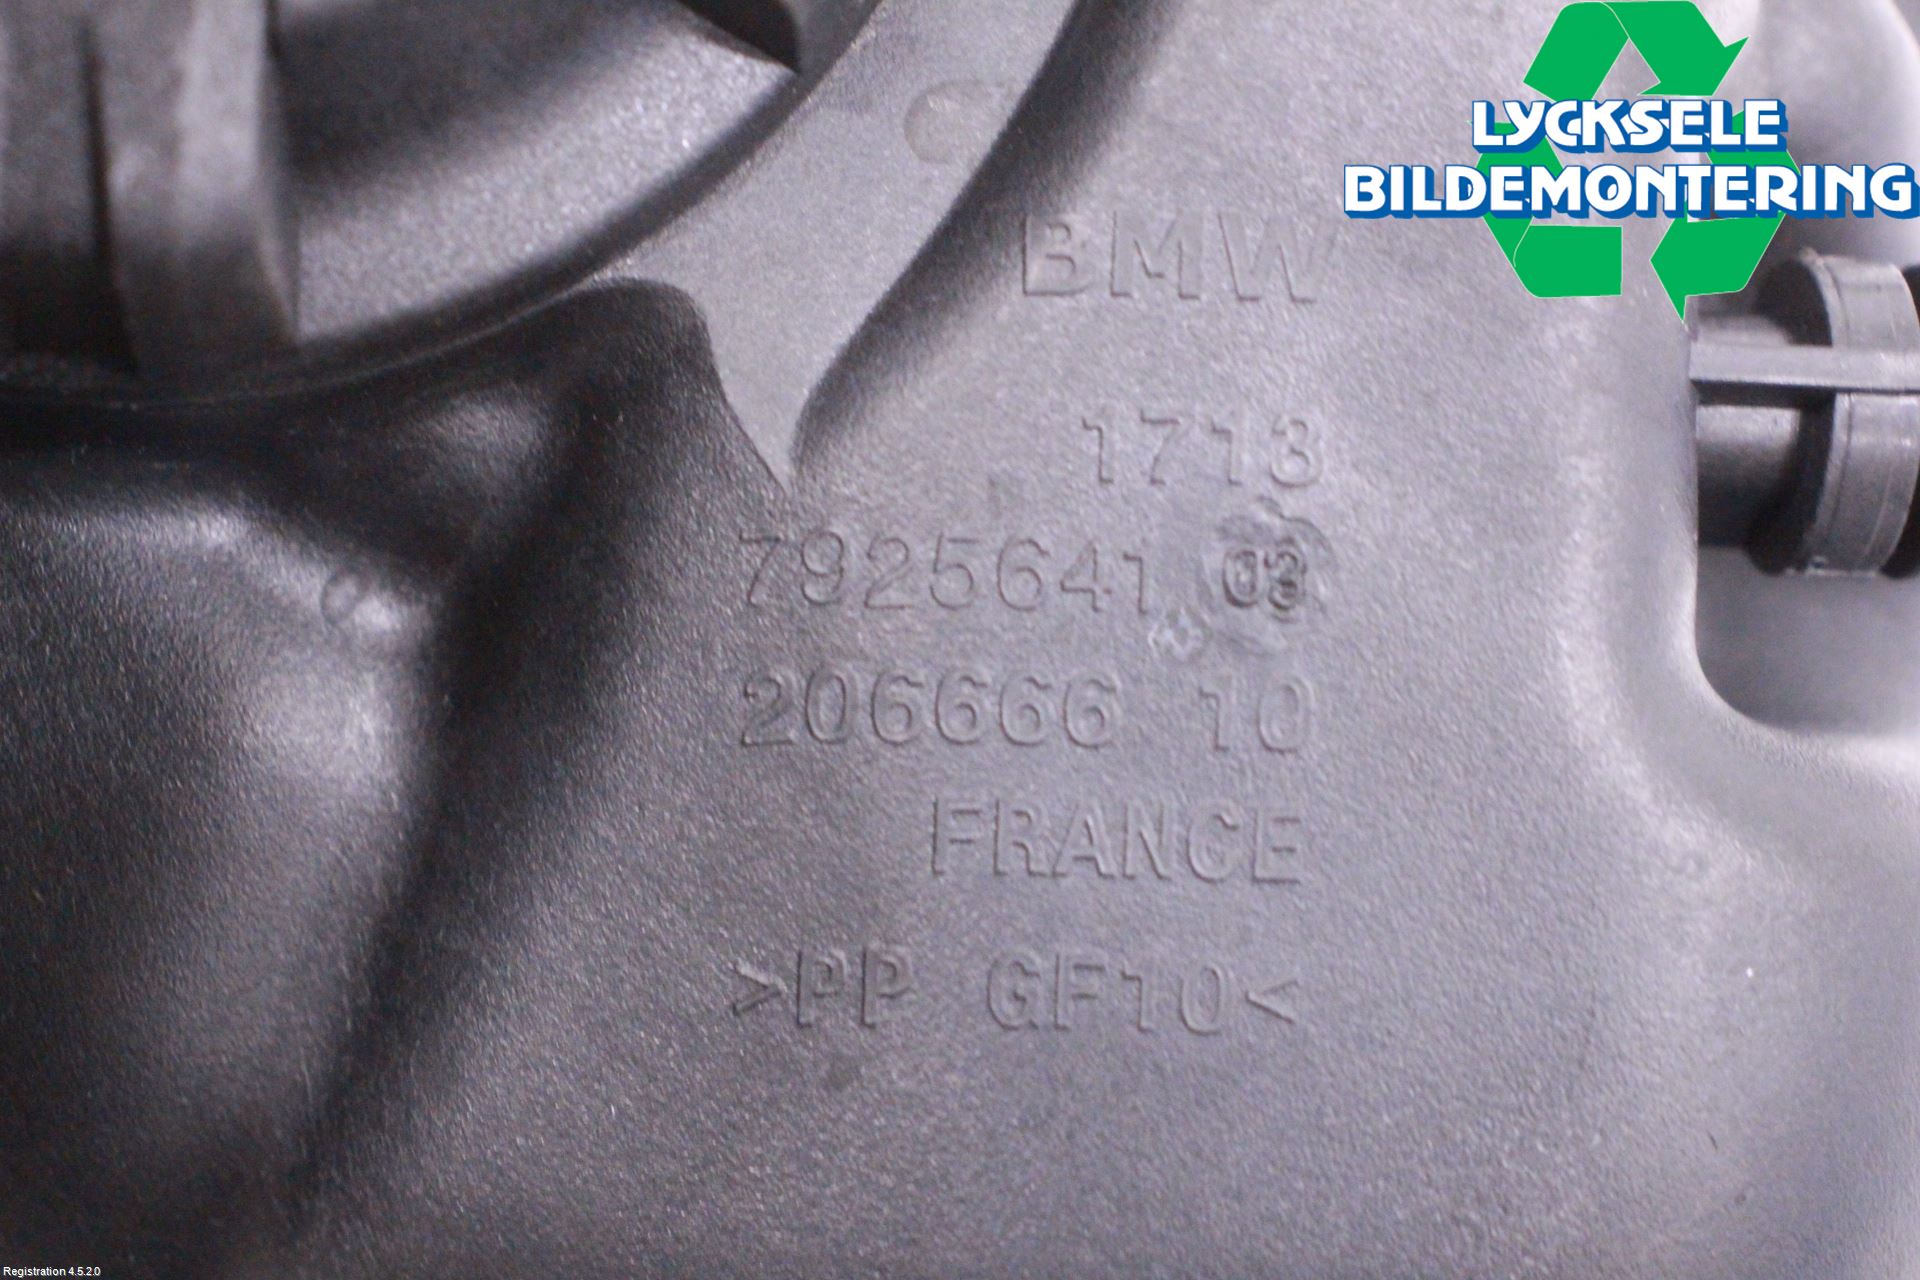 LYCKSELE
BILDEMONTERING
BMW
1713
7925641 03
206666 10
FRANCE
>PP GF10<
Registration 4.5.2.0